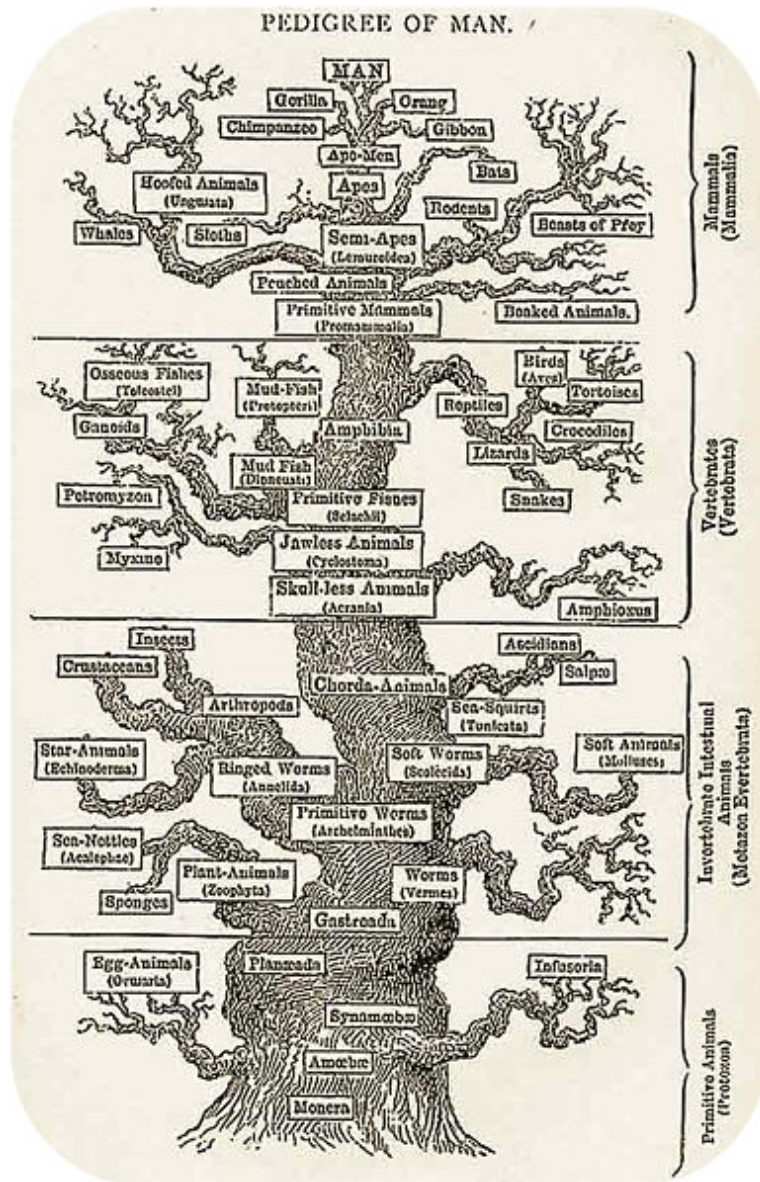 PEDIGREE OF MAN.
MAN
Gorilla
Orang
Chimpanzee
Gibbon
Ape-Men
Bats
Hoofed Animals
(Ungulata)
Apes
Rodents
Whales
Sloths
Semi-Apes
(Lemuroidea)
Beasts of Prey
Pouched Animals
Primitive Mammals
(Promammalia)
Beaked Animals.
Mammals
(Mammalia)
Osseous Fishes
(Teleostei)
Mud-Fish
(Protopteri)
Birds
(Aves)
Tortoises
Ganoids
Amphibia
Reptiles
Crocodiles
Lizards
Mud Fish
(Dipneusti)
Petromyzon
Primitive Fishes
(Selachii)
Snakes
Myxine
Jawless Animals
(Cyclostoma)
Skull-less Animals
(Acrania)
Amphioxus
Vertebrates
(Vertebrata)
Insects
Ascidians
Crustaceans
Salpæ
Chorda-Animals
Arthropods
Sea-Squirts
(Tunicata)
Star-Animals
(Echinoderma)
Ringed Worms
(Annelida)
Soft Worms
(Scolecida)
Soft Animals
(Molluscs)
Primitive Worms
(Archelminthes)
Sea-Nettles
(Acalephae)
Plant-Animals
(Zoophyta)
Worms
(Vermes)
Sponges
Gastreada
Invertebrate Intestinal
Animals
(Metazoa Evertebrata)
Egg-Animals
(Ovularia)
Planæada
Infusoria
Synamœbæ
Amœbæ
Monera
Primitive Animals
(Protozoa)